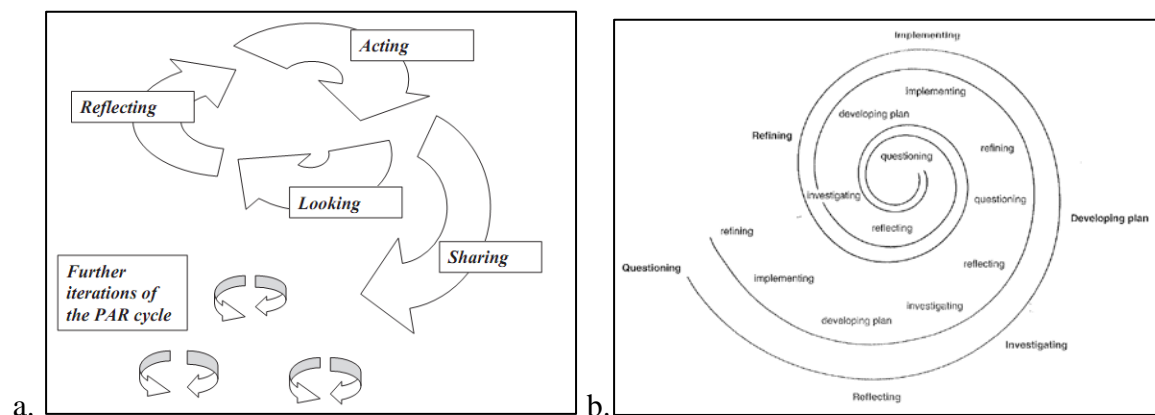 Acting
Reflecting
Looking
Sharing
Further
iterations of
the PAR cycle
a.
Implementing
implementing
developing plan
Refining
refining
questioning
investigating
questioning
Developing plan
reflecting
refining
reflecting
Questioning
implementing
investigating
developing plan
Investigating
Reflecting
b.